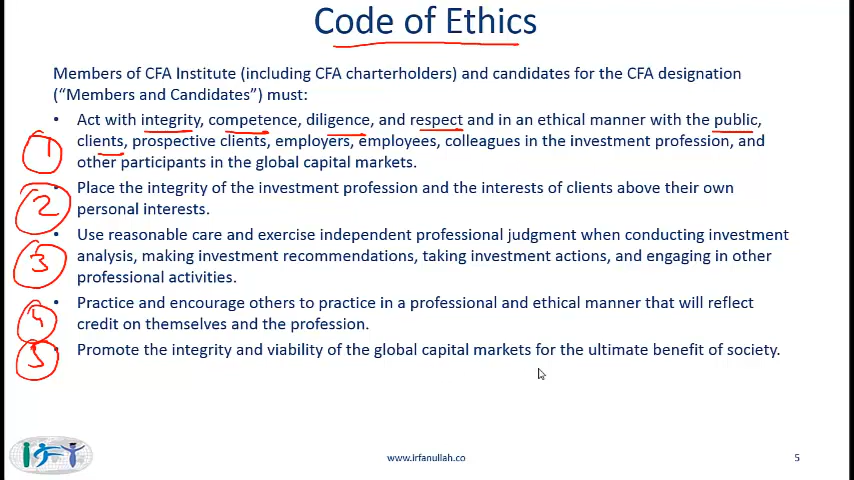 Code of Ethics
Members of CFA Institute (including CFA charterholders) and candidates for the CFA designation
("Members and Candidates") must:
• Act with integrity, competence, diligence, and respect and in an ethical manner with the public,
clients, prospective clients, employers, employees, colleagues in the investment profession, and
1
other participants in the global capital markets.
• Place the integrity of the investment profession and the interests of clients above their own
2
personal interests.
• Use reasonable care and exercise independent professional judgment when conducting investment
3
analysis, making investment recommendations, taking investment actions, and engaging in other
professional activities.
• Practice and encourage others to practice in a professional and ethical manner that will reflect
4
credit on themselves and the profession.
• Promote the integrity and viability of the global capital markets for the ultimate benefit of society.
5
www.irfanullah.co
5